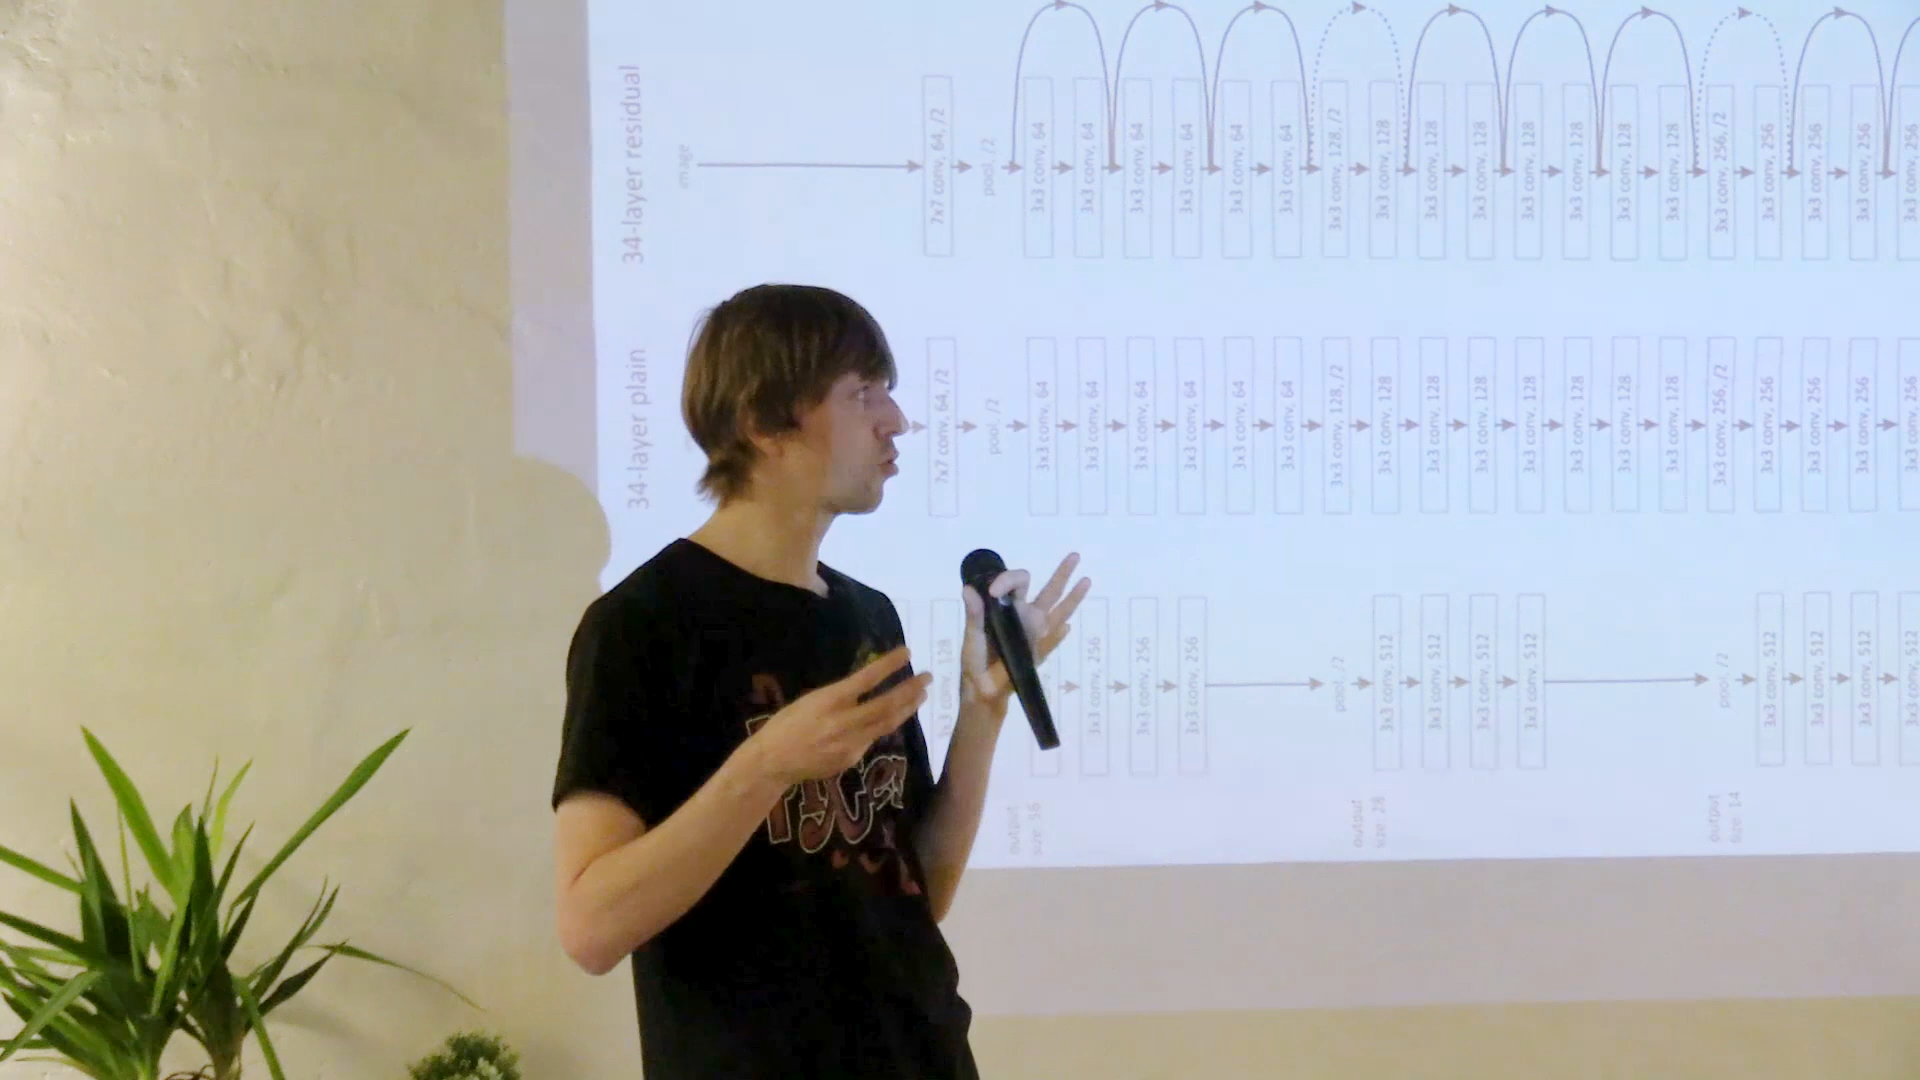 34-layer residual
image
7x7 conv, 64, /2
pool, /2
3x3 conv, 64
3x3 conv, 64
3x3 conv, 64
3x3 conv, 64
3x3 conv, 64
3x3 conv, 64
3x3 conv, 128, /2
3x3 conv, 128
3x3 conv, 128
3x3 conv, 128
3x3 conv, 128
3x3 conv, 128
3x3 conv, 128
3x3 conv, 128
3x3 conv, 256, /2
3x3 conv, 256
3x3 conv, 256
3x3 conv, 256
3x3 conv, 256
34-layer plain
7x7 conv, 64, /2
pool, /2
3x3 conv, 64
3x3 conv, 64
3x3 conv, 64
3x3 conv, 64
3x3 conv, 64
3x3 conv, 64
3x3 conv, 128, /2
3x3 conv, 128
3x3 conv, 128
3x3 conv, 128
3x3 conv, 128
3x3 conv, 128
3x3 conv, 128
3x3 conv, 128
3x3 conv, 256, /2
3x3 conv, 256
3x3 conv, 256
3x3 conv, 256
3x3 conv, 256
3x3 conv, 128
3x3 conv, 256
3x3 conv, 256
3x3 conv, 256
pool, /2
3x3 conv, 512
3x3 conv, 512
3x3 conv, 512
3x3 conv, 512
pool, /2
3x3 conv, 512
3x3 conv, 512
3x3 conv, 512
3x3 conv, 512
output
size: 56
output
size: 28
output
size: 14